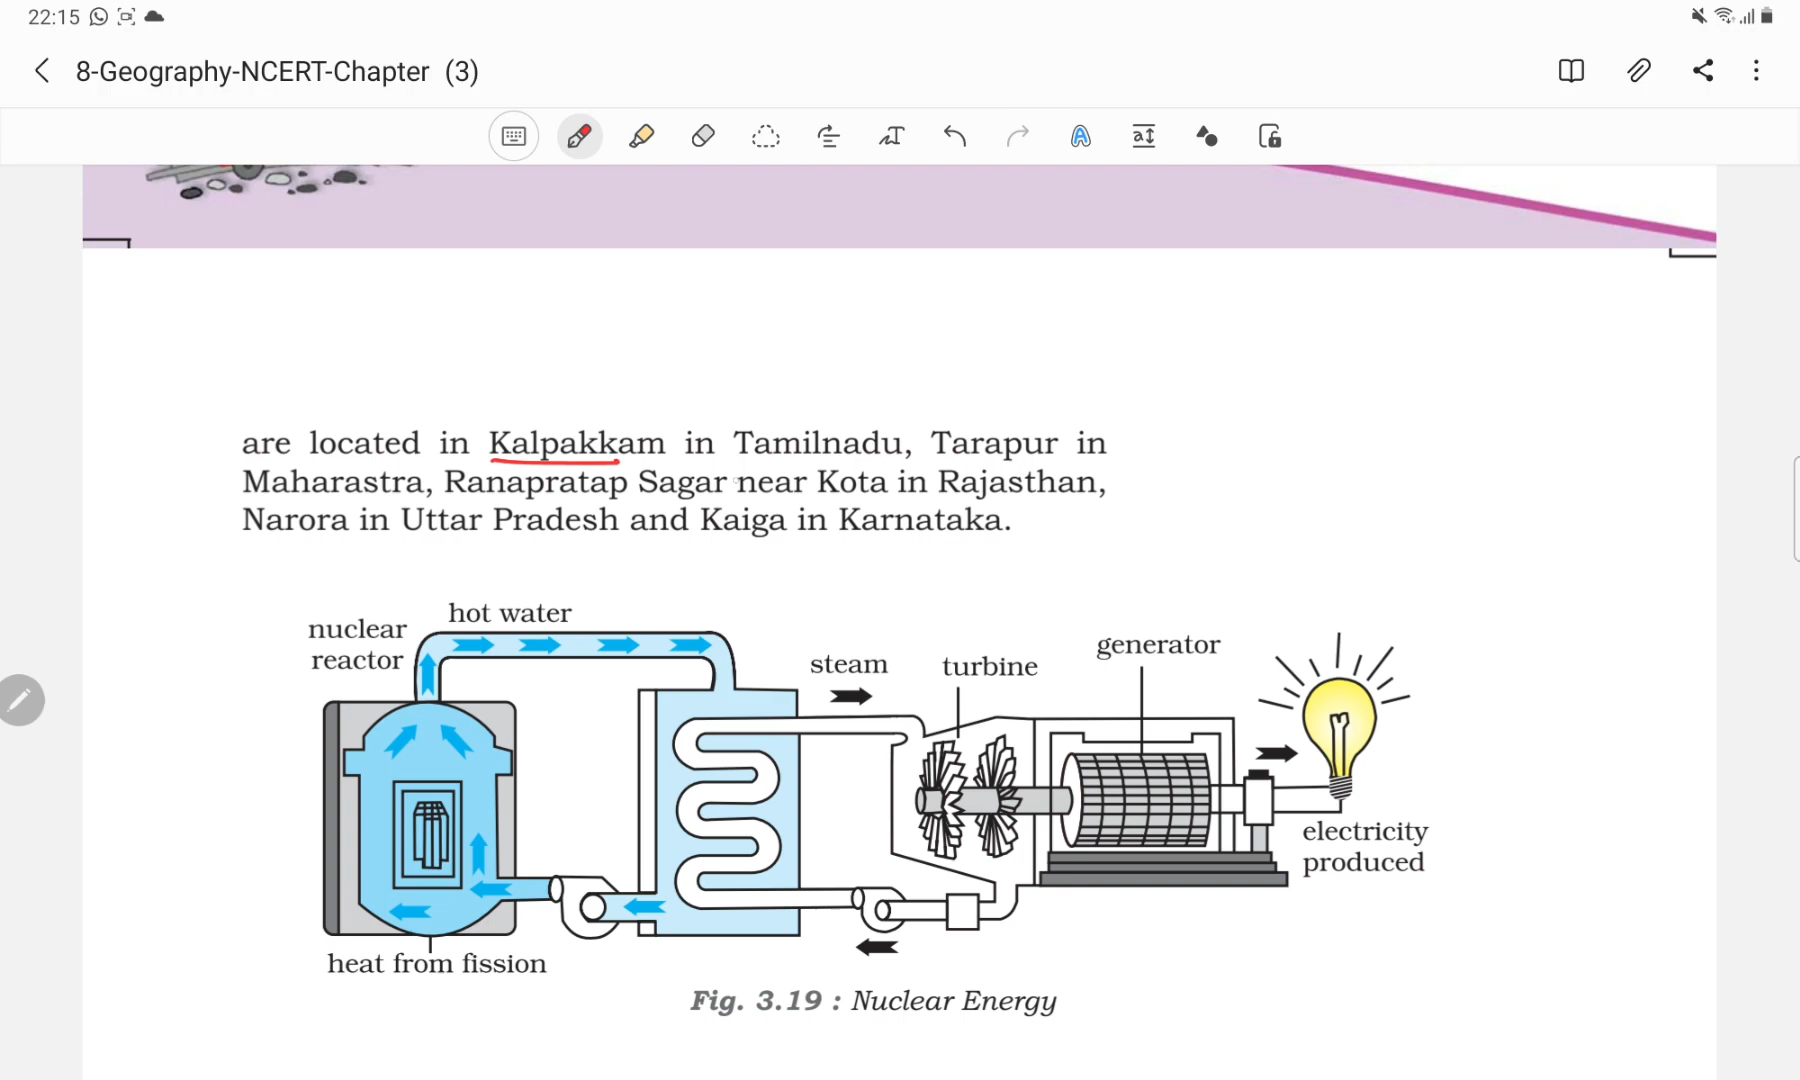 22:15
8-Geography-NCERT-Chapter (3)
are located in Kalpakkam in Tamilnadu, Tarapur in
Maharastra, Ranapratap Sagar near Kota in Rajasthan,
Narora in Uttar Pradesh and Kaiga in Karnataka.
hot water
nuclear
reactor
steam
turbine
generator
electricity
produced
heat from fission
Fig. 3.19 : Nuclear Energy